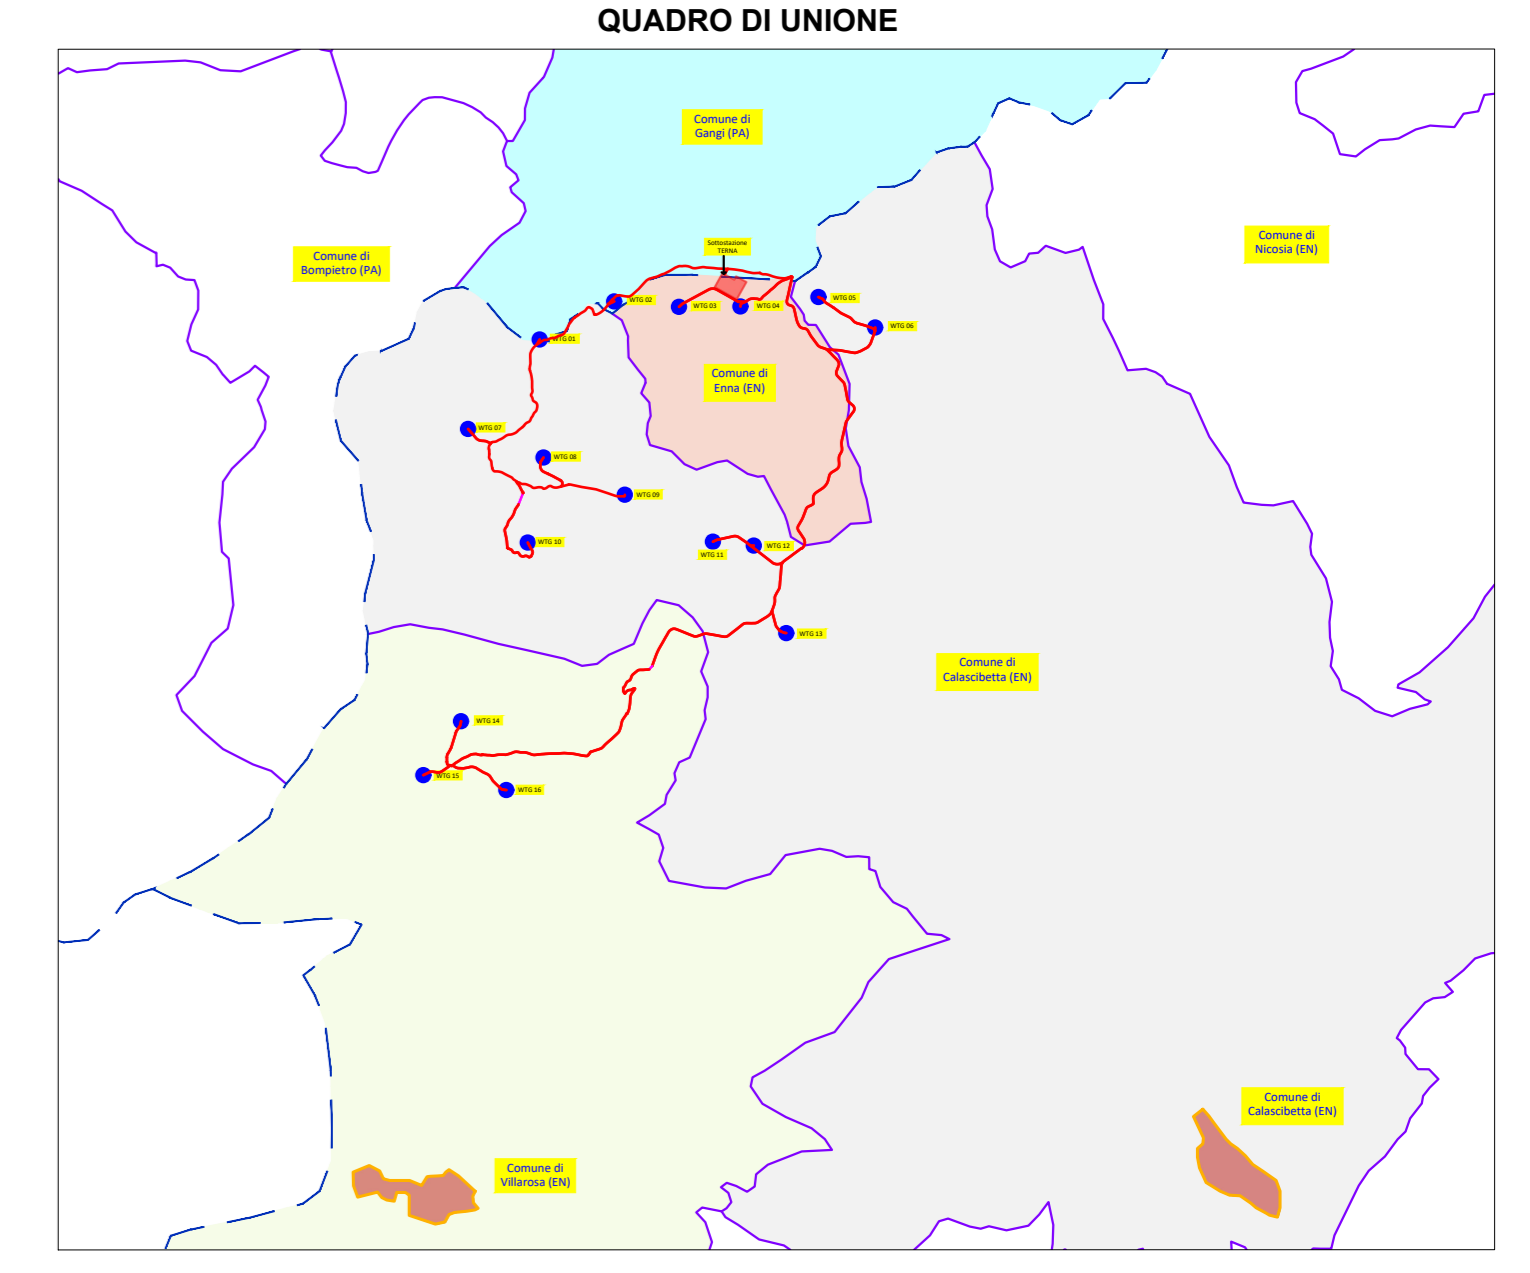 QUADRO DI UNIONE
Comune di
Gangi (PA)
Comune di
Nicosia (EN)
Comune di
Bompietro (PA)
Sottostazione
TERNA
WTG 02
WTG 03
WTG 04
WTG 05
WTG 06
WTG 01
Comune di
Enna (EN)
WTG 07
WTG 08
WTG 09
WTG 10
WTG 11
WTG 12
WTG 13
Comune di
Calascibetta (EN)
WTG 14
WTG 15
WTG 16
Comune di
Calascibetta (EN)
Comune di
Villarosa (EN)